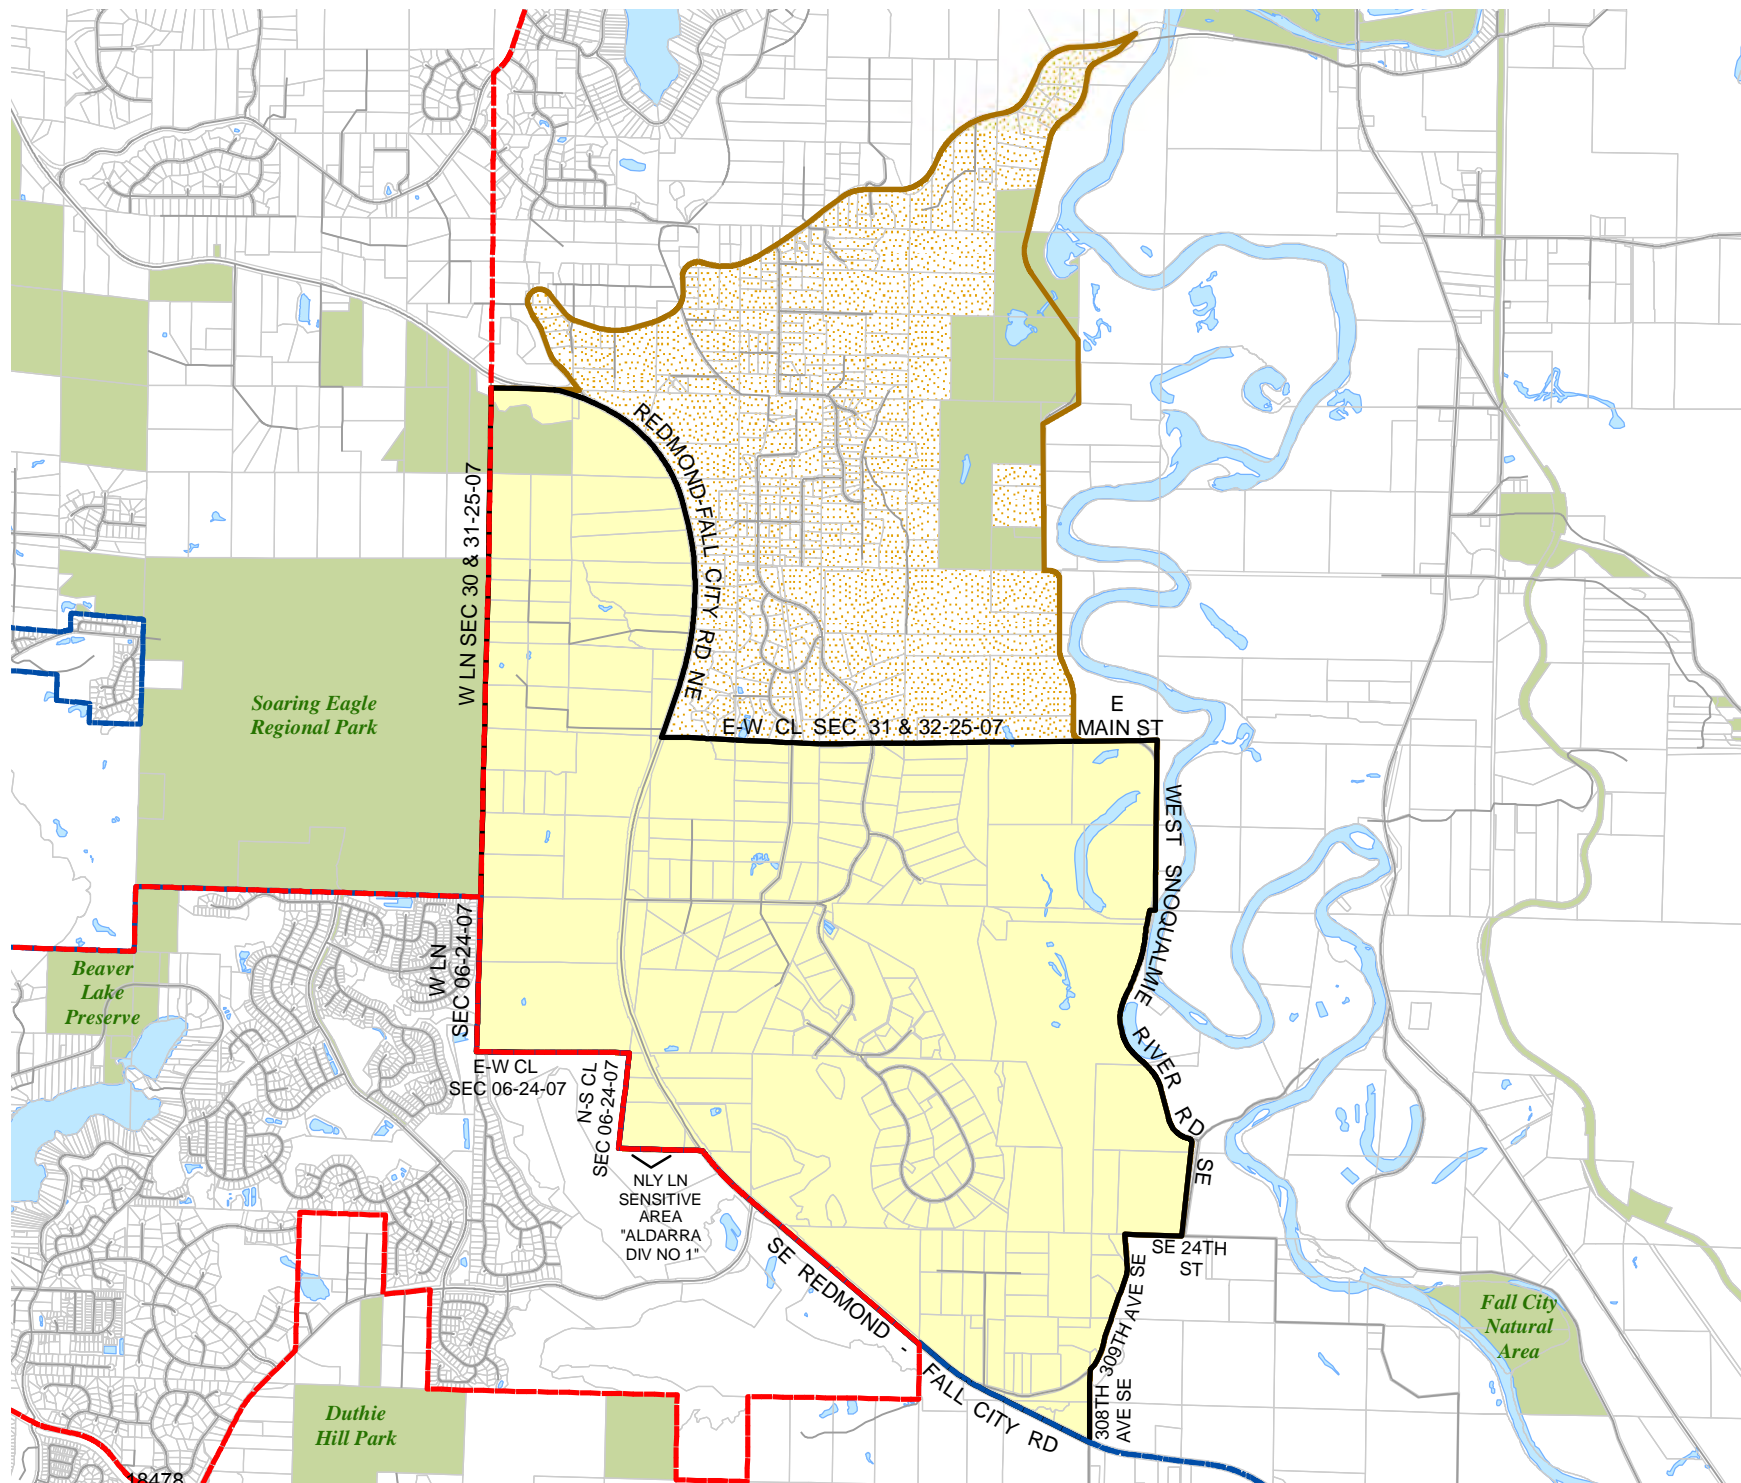 REDMOND-FALL CITY RD NE
W LN SEC 30 & 31-25-07
Soaring Eagle
Regional Park
E-W CL SEC 31 & 32-25-07
E
MAIN ST
WEST SNOQUALMIE RIVER RD SE
W LN
SEC 06-24-07
Beaver
Lake
Preserve
E-W CL
SEC 06-24-07
N-S CL
SEC 06-24-07
NLY LN
SENSITIVE
AREA
"ALDARRA
DIV NO 1"
SE REDMOND - FALL CITY RD
SE 24TH
ST
309TH AVE SE
308TH
AVE SE
Fall City
Natural
Area
Duthie
Hill Park
18478